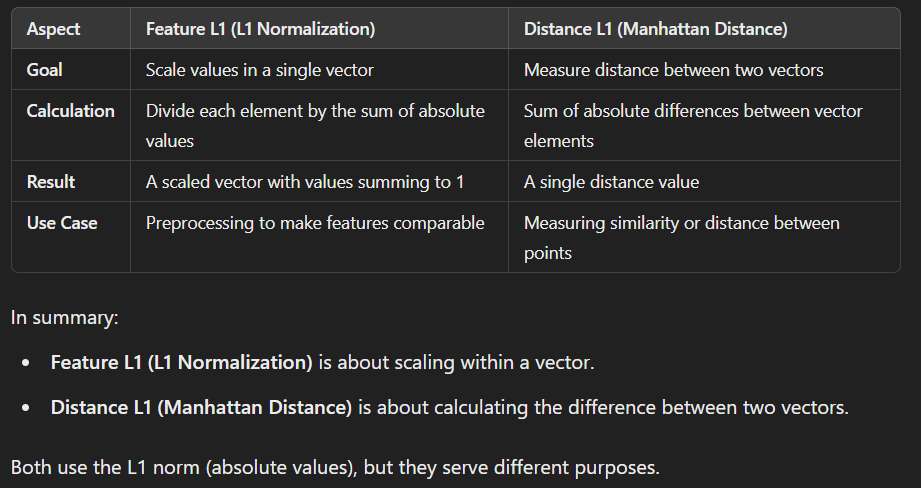 Aspect Feature L1 (L1 Normalization) Distance L1 (Manhattan Distance)
Goal Scale values in a single vector Measure distance between two vectors
Calculation Divide each element by the sum of absolute values Sum of absolute differences between vector elements
Result A scaled vector with values summing to 1 A single distance value
Use Case Preprocessing to make features comparable Measuring similarity or distance between points
In summary:
• Feature L1 (L1 Normalization) is about scaling within a vector.
• Distance L1 (Manhattan Distance) is about calculating the difference between two vectors.
Both use the L1 norm (absolute values), but they serve different purposes.